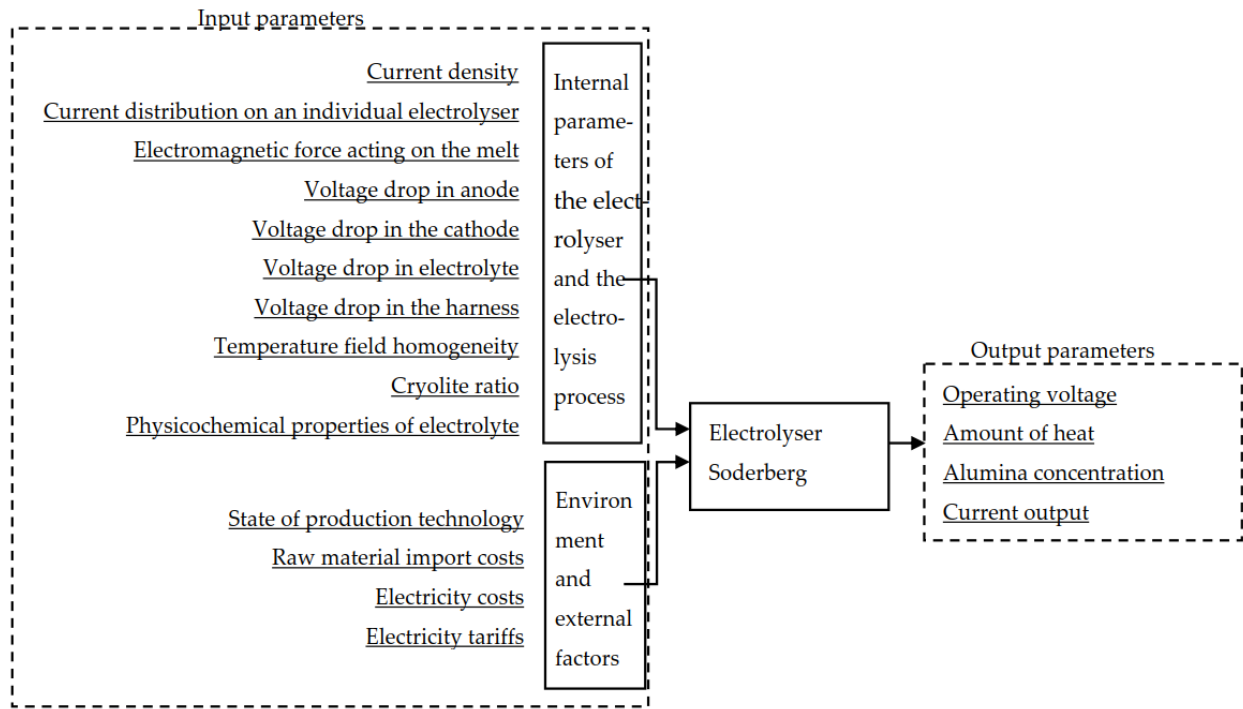 Input parameters
Current density
Current distribution on an individual electrolyser
Electromagnetic force acting on the melt
Voltage drop in anode
Voltage drop in the cathode
Voltage drop in electrolyte
Voltage drop in the harness
Temperature field homogeneity
Cryolite ratio
Physicochemical properties of electrolyte
Internal
parame-
ters of
the elect-
rolyser
and the
electro-
lysis
process
State of production technology
Raw material import costs
Electricity costs
Electricity tariffs
Environ
ment
and
external
factors
Electrolyser
Soderberg
Output parameters
Operating voltage
Amount of heat
Alumina concentration
Current output